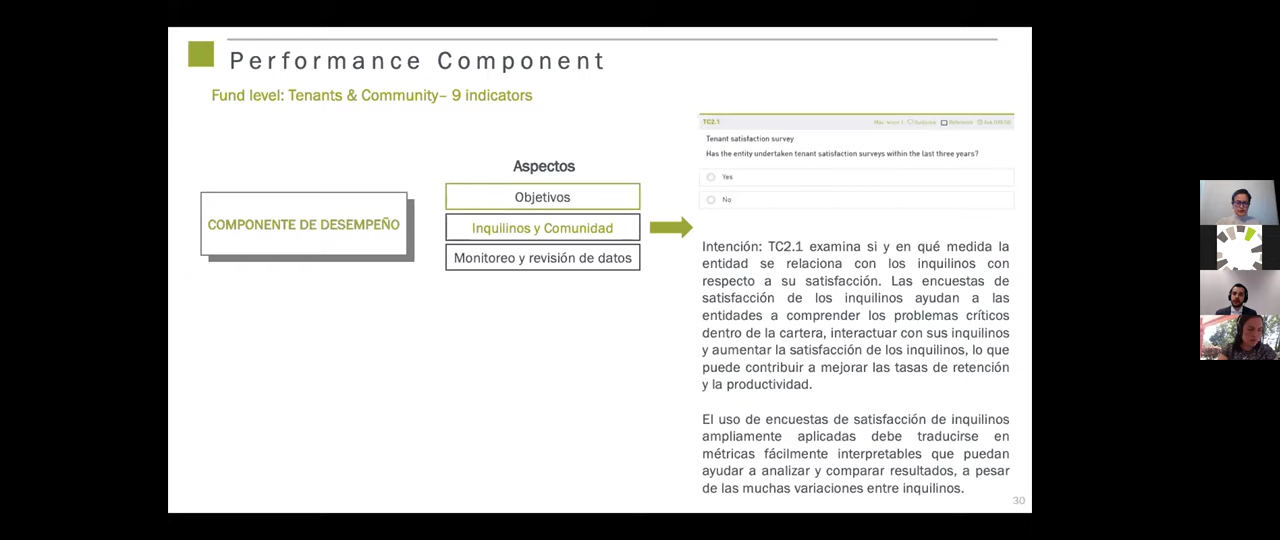 Performance Component
Fund level: Tenants & Community– 9 indicators
COMPONENTE DE DESEMPEÑO
Aspectos
Objetivos
Inquilinos y Comunidad
Monitoreo y revisión de datos
TC2.1
Guidance Reference Ask GRESB
Tenant satisfaction survey
Has the entity undertaken tenant satisfaction surveys within the last three years?
Yes
No
Intención: TC2.1 examina si y en qué medida la
entidad se relaciona con los inquilinos con
respecto a su satisfacción. Las encuestas de
satisfacción de los inquilinos ayudan a las
entidades a comprender los problemas críticos
dentro de la cartera, interactuar con sus inquilinos
y aumentar la satisfacción de los inquilinos, lo que
puede contribuir a mejorar las tasas de retención
y la productividad.
El uso de encuestas de satisfacción de inquilinos
ampliamente aplicadas debe traducirse en
métricas fácilmente interpretables que puedan
ayudar a analizar y comparar resultados, a pesar
de las muchas variaciones entre inquilinos.
30